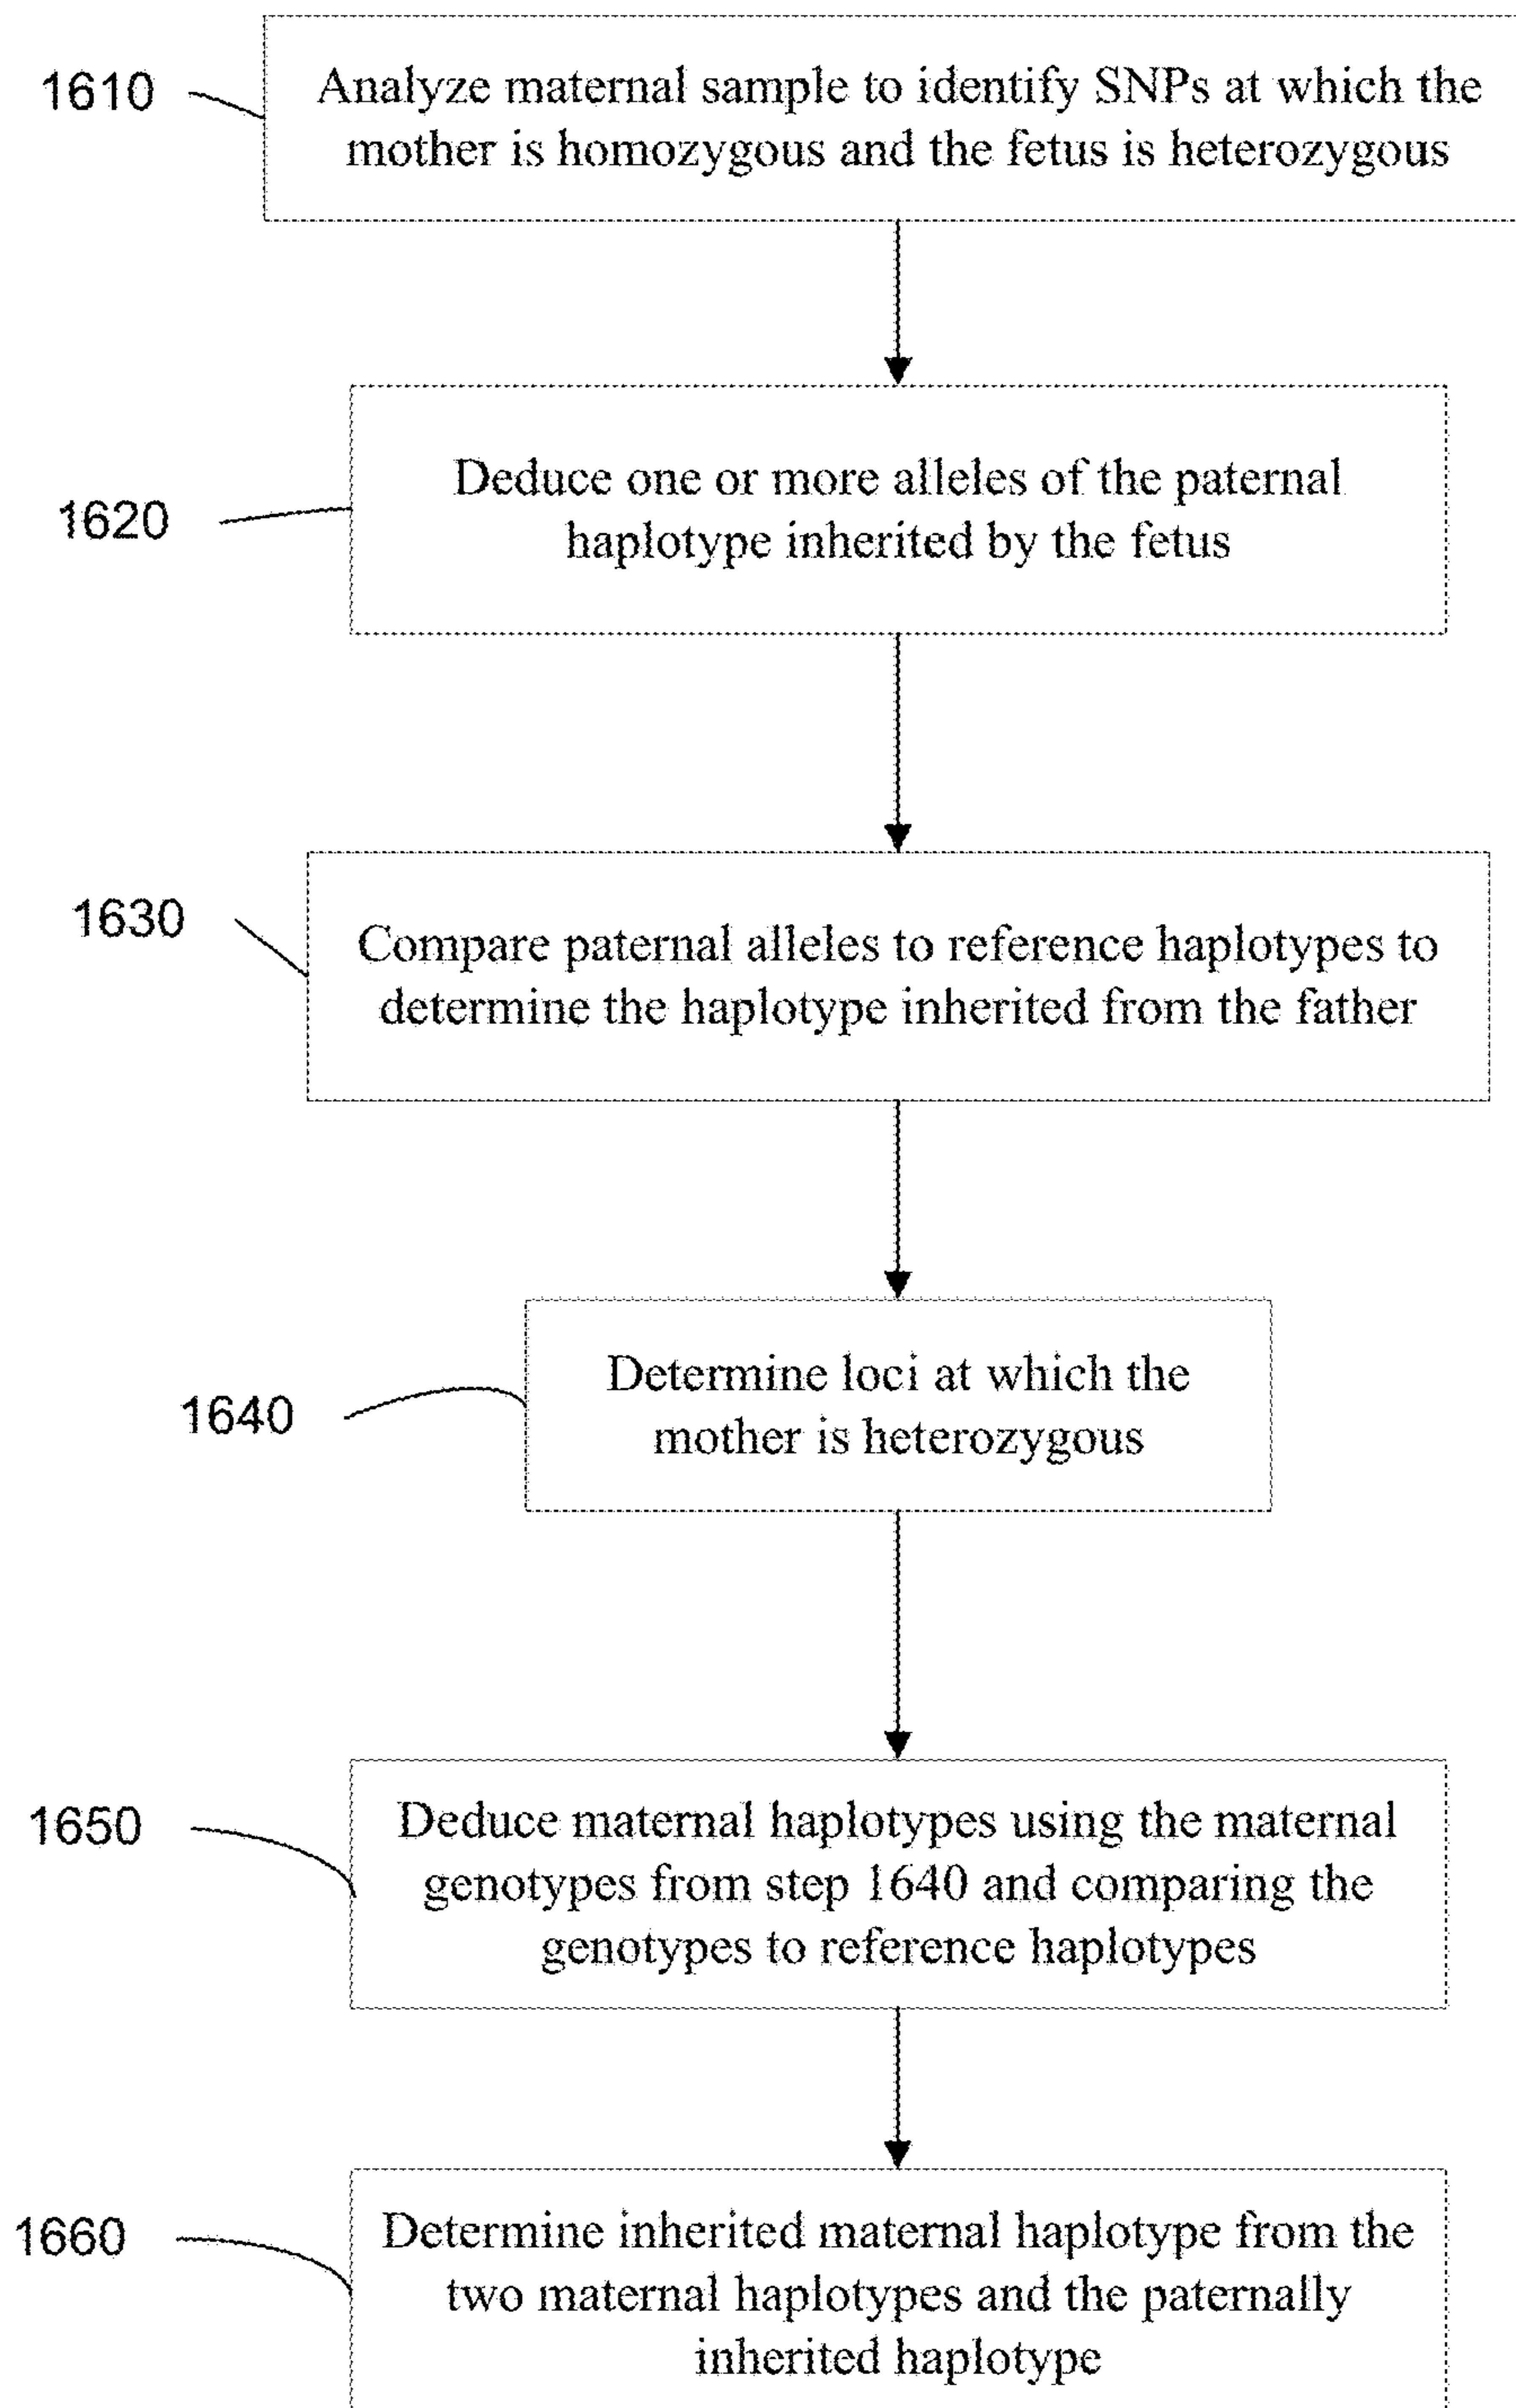 1610
Analyze maternal sample to identify SNPs at which the
mother is homozygous and the fetus is heterozygous
1620
Deduce one or more alleles of the paternal
haplotype inherited by the fetus
1630
Compare paternal alleles to reference haplotypes to
determine the haplotype inherited from the father
1640
Determine loci at which the
mother is heterozygous
1650
Deduce maternal haplotypes using the maternal
genotypes from step 1640 and comparing the
genotypes to reference haplotypes
1660
Determine inherited maternal haplotype from the
two maternal haplotypes and the paternally
inherited haplotype